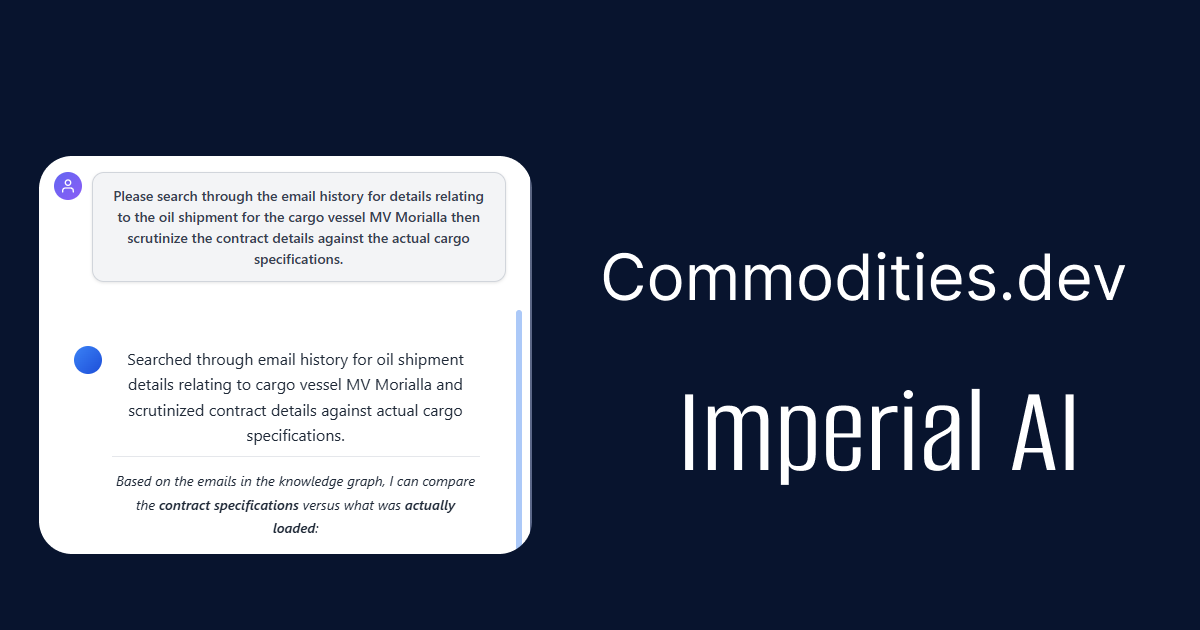 Please search through the email history for details relating
to the oil shipment for the cargo vessel MV Morialla then
scrutinize the contract details against the actual cargo
specifications.
Searched through email history for oil shipment
details relating to cargo vessel MV Morialla and
scrutinized contract details against actual cargo
specifications.
Based on the emails in the knowledge graph, I can compare
the contract specifications versus what was actually
loaded:
Commodities.dev
Imperial AI